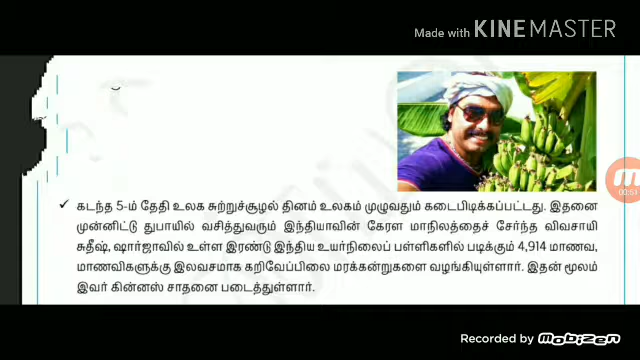 Made with KINEMASTER
00:51
✓ கடந்த 5-ம் தேதி உலக சுற்றுச்சூழல் தினம் உலகம் முழுவதும் கடைபிடிக்கப்பட்டது. இதனை
முன்னிட்டு துபாயில் வசித்துவரும் இந்தியாவின் கேரள மாநிலத்தைச் சேர்ந்த விவசாயி
சுதீஷ், ஷார்ஜாவில் உள்ள இரண்டு இந்திய உயர்நிலைப் பள்ளிகளில் படிக்கும் 4,914 மாணவ,
மாணவிகளுக்கு இலவசமாக கறிவேப்பிலை மரக்கன்றுகளை வழங்கியுள்ளார். இதன் மூலம்
இவர் கின்னஸ் சாதனை படைத்துள்ளார்.
Recorded by mobizen